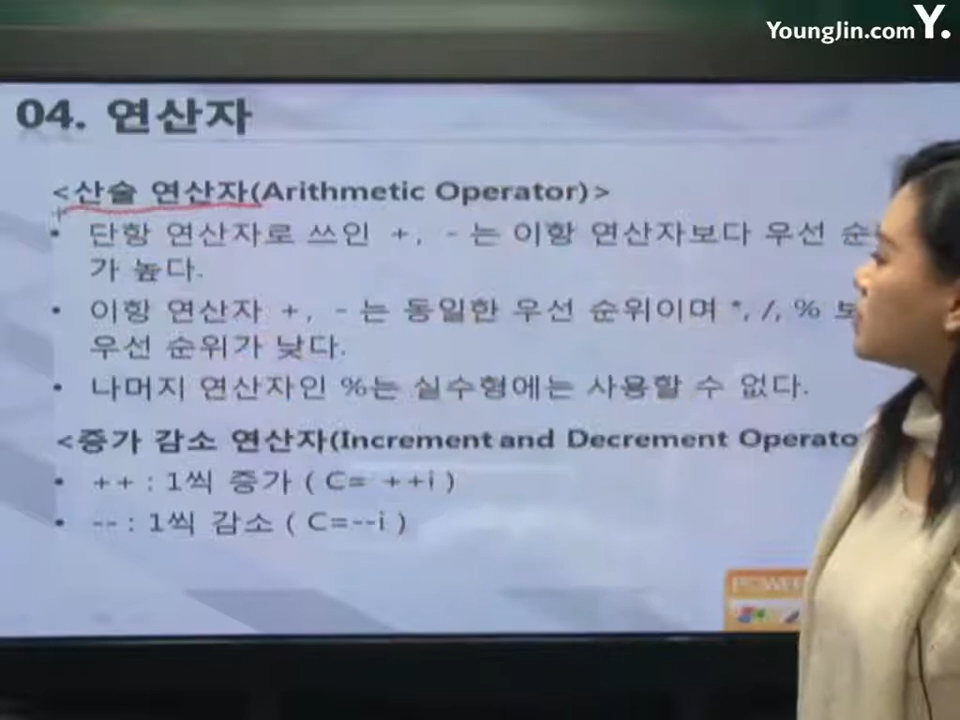 YoungJin.com Y.
04. 연산자
<산술 연산자(Arithmetic Operator)>
• 단항 연산자로 쓰인 +, - 는 이항 연산자보다 우선 순
가 높다.
• 이항 연산자 +, - 는 동일한 우선 순위이며 *, /, % 보
우선 순위가 낮다.
• 나머지 연산자인 %는 실수형에는 사용할 수 없다.
<증가 감소 연산자(Increment and Decrement Operato
• ++ : 1씩 증가 ( C= ++i )
• -- : 1씩 감소 ( C=--i )
POWE